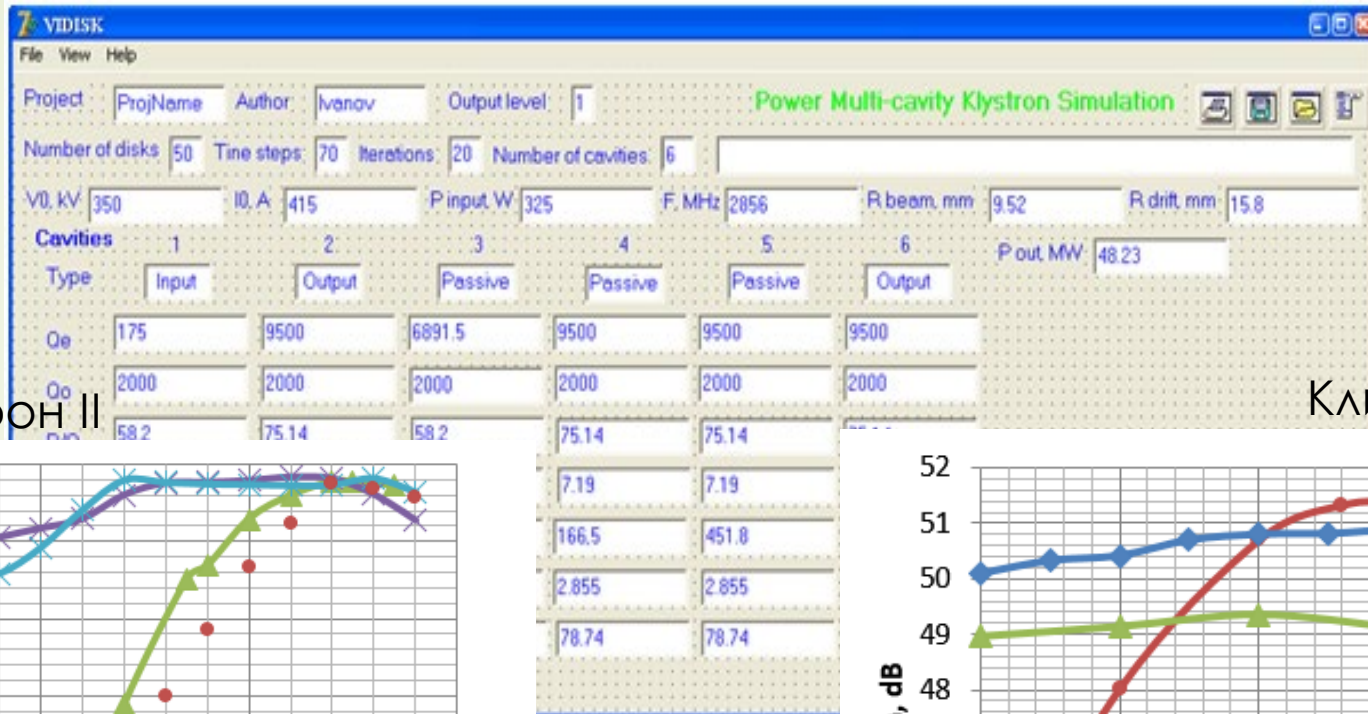 VIDISK
File View Help
Project ProjName Author Ivanov Output level 1 Power Multi-cavity Klystron Simulation
Number of disks 50 Tine steps: 70 Iterations: 20 Number of cavities: 6
V0, kV 350 I0, A 415 P input, W 325 F, MHz 2856 R beam, mm 9.52 R drift, mm 15.8
Cavities 1 2 3 4 5 6 P out, MW 48.23
Type Input Output Passive Passive Passive Output
Qe 175 9500 6891.5 9500 9500 9500
Qo 2000 2000 2000 2000 2000 2000
он II
58.2 75.14 58.2 75.14 75.14
7.19 7.19
166.5 451.8
2.855 2.855
78.74 78.74
52
51
50
49
48
dB